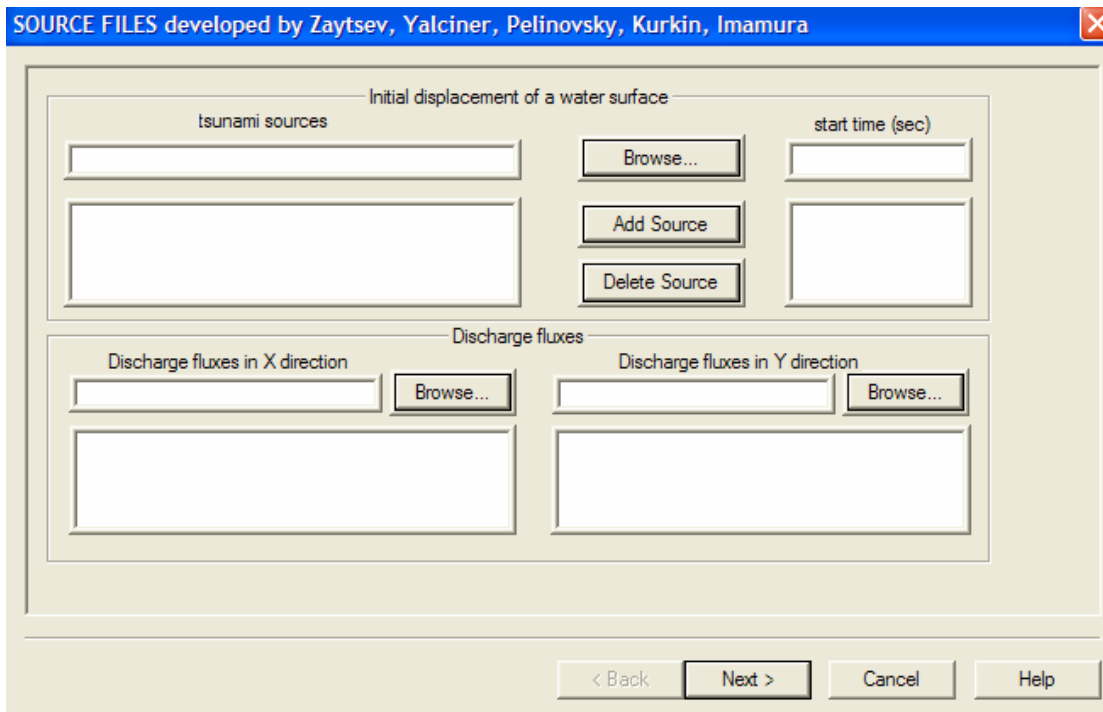 SOURCE FILES developed by Zaytsev, Yalciner, Pelinovsky, Kurkin, Imamura
Initial displacement of a water surface
tsunami sources
start time (sec)
Browse...
Add Source
Delete Source
Discharge fluxes
Discharge fluxes in X direction
Discharge fluxes in Y direction
Browse...
Browse...
< Back
Next >
Cancel
Help